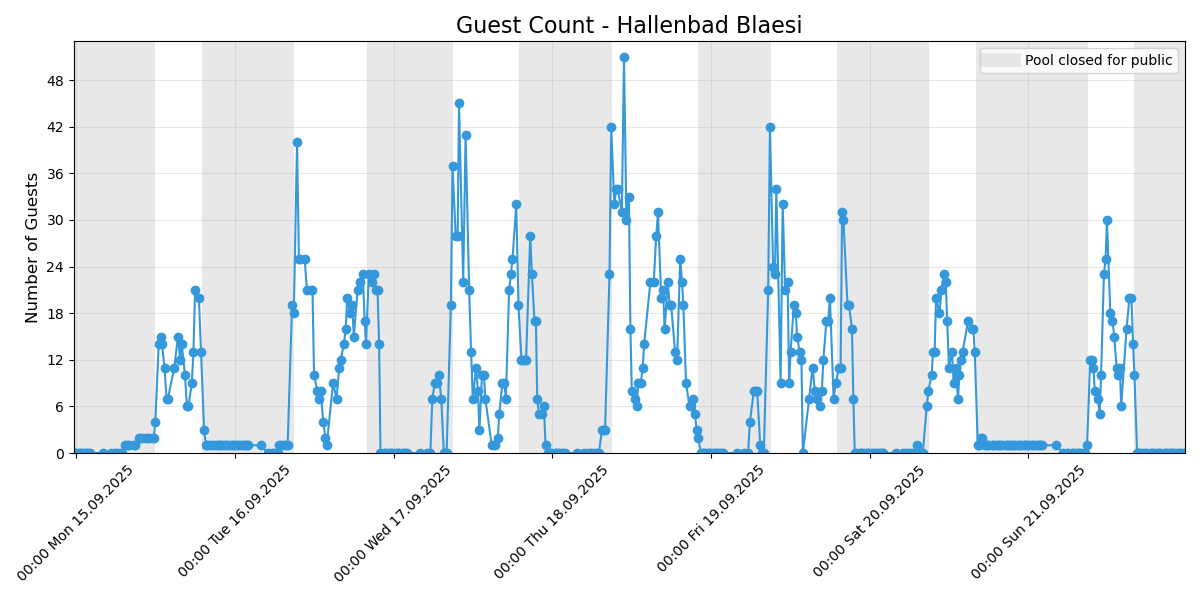 Guest Count - Hallenbad Blaesi
Pool closed for public
Number of Guests
48
42
36
30
24
18
12
6
0
00:00 Mon 15.09.2025
00:00 Tue 16.09.2025
00:00 Wed 17.09.2025
00:00 Thu 18.09.2025
00:00 Fri 19.09.2025
00:00 Sat 20.09.2025
00:00 Sun 21.09.2025